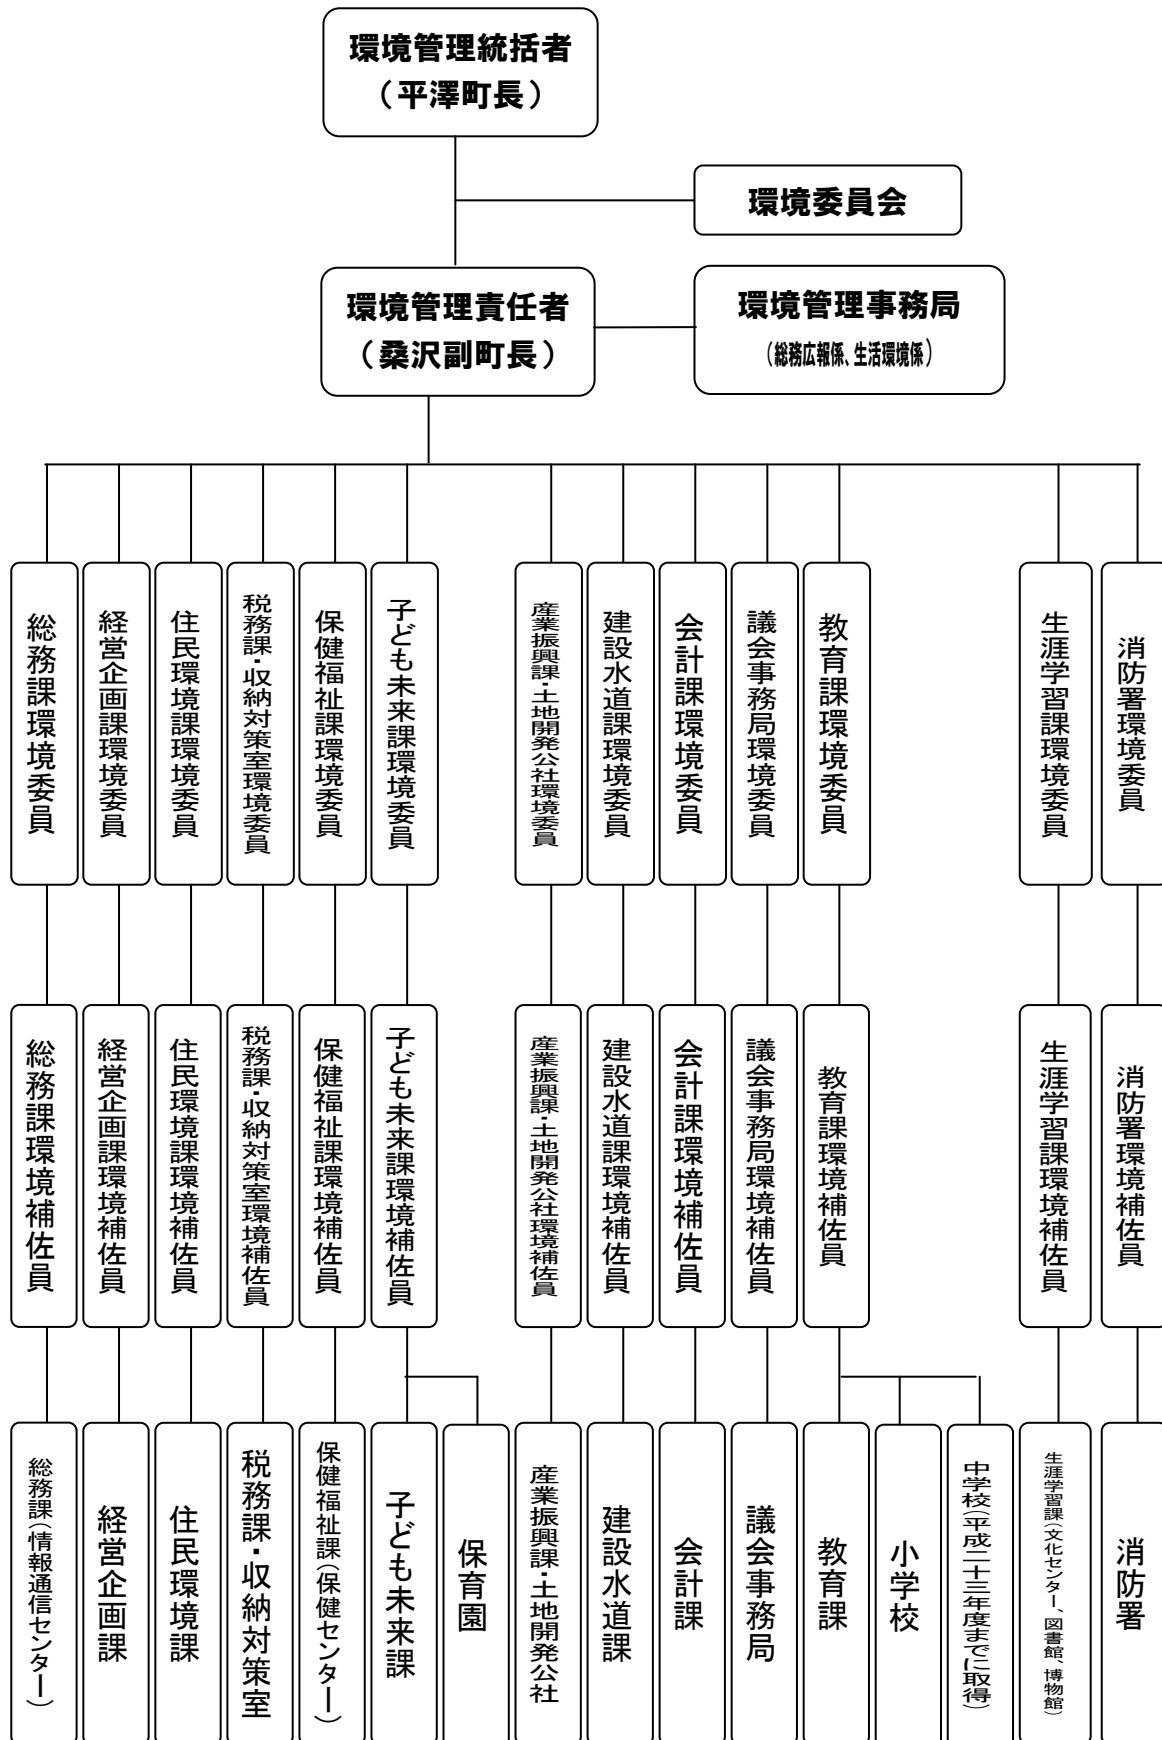 環境管理統括者
（平澤町長）
環境委員会
環境管理責任者
（桑沢副町長）
環境管理事務局
（総務広報係、生活環境係）
総務課環境委員
経営企画課環境委員
住民環境課環境委員
税務課・収納対策室環境委員
保健福祉課環境委員
子ども未来課環境委員
産業振興課・土地開発公社環境委員
建設水道課環境委員
会計課環境委員
議会事務局環境委員
教育課環境委員
生涯学習課環境委員
消防署環境委員
総務課環境補佐員
経営企画課環境補佐員
住民環境課環境補佐員
税務課・収納対策室環境補佐員
保健福祉課環境補佐員
子ども未来課環境補佐員
産業振興課・土地開発公社環境補佐員
建設水道課環境補佐員
会計課環境補佐員
議会事務局環境補佐員
教育課環境補佐員
生涯学習課環境補佐員
消防署環境補佐員
総務課（情報通信センター）
経営企画課
住民環境課
税務課・収納対策室
保健福祉課（保健センター）
子ども未来課
保育園
産業振興課・土地開発公社
建設水道課
会計課
議会事務局
教育課
小学校
中学校（平成二十三年度までに取得）
生涯学習課（文化センター、図書館、博物館）
消防署